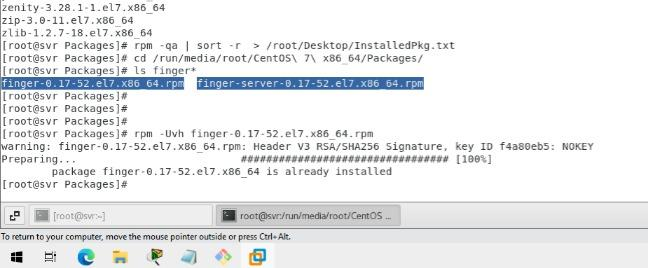 zenity-3.28.1-1.el7.x86_64
zip-3.0-11.el7.x86_64
zlib-1.2.7-18.el7.x86_64
[root@svr Packages]# rpm -qa | sort -r  > /root/Desktop/InstalledPkg.txt
[root@svr Packages]# cd /run/media/root/CentOS\ 7\ x86_64/Packages/
[root@svr Packages]# ls finger*
finger-0.17-52.el7.x86_64.rpm  finger-server-0.17-52.el7.x86_64.rpm
[root@svr Packages]#
[root@svr Packages]#
[root@svr Packages]#
[root@svr Packages]# rpm -Uvh finger-0.17-52.el7.x86_64.rpm
warning: finger-0.17-52.el7.x86_64.rpm: Header V3 RSA/SHA256 Signature, key ID f4a80eb5: NOKEY
Preparing...                          ################################# [100%]
        package finger-0.17-52.el7.x86_64 is already installed
[root@svr Packages]#
[root@svr:~]
root@svr:/run/media/root/CentOS ...
To return to your computer, move the mouse pointer outside or press Ctrl+Alt.